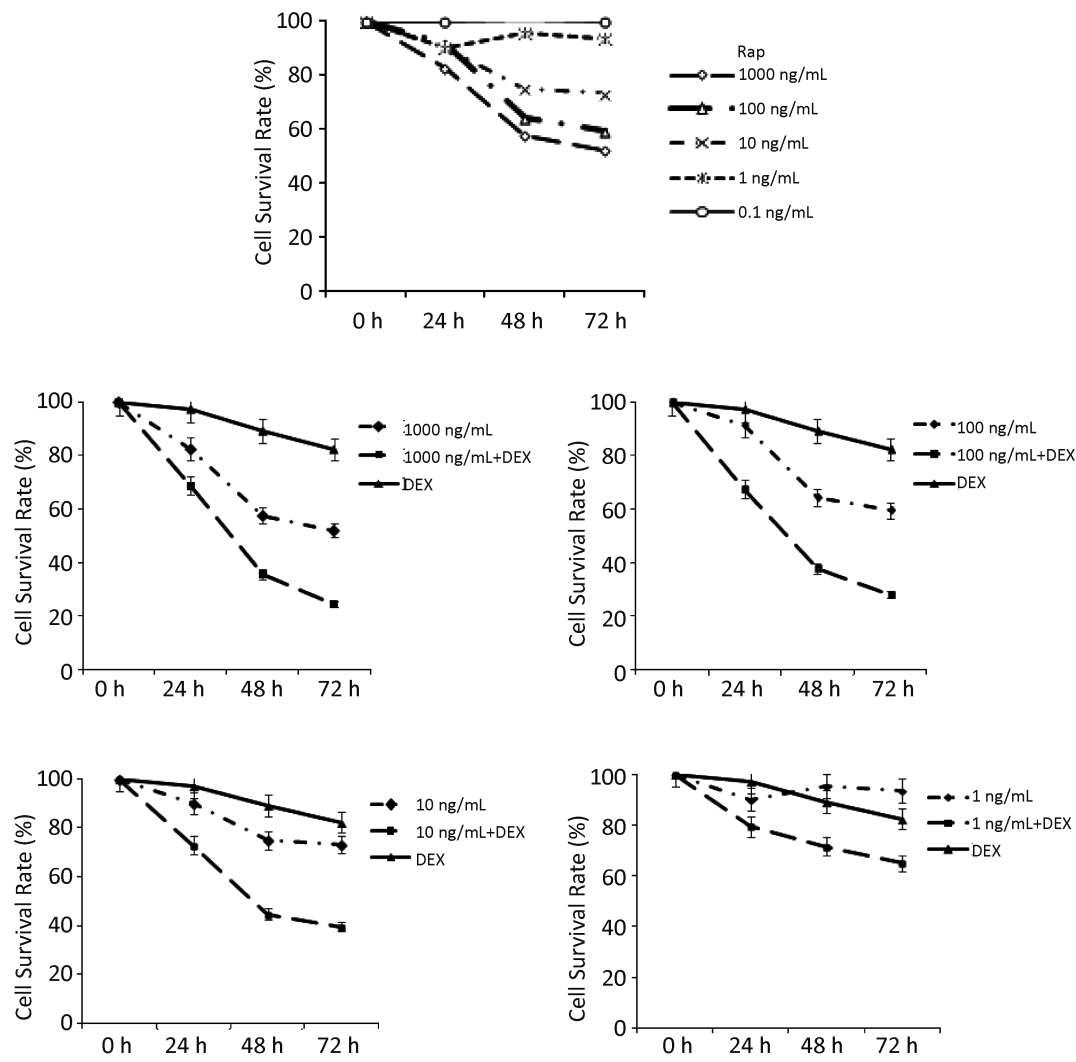 Cell Survival Rate (%)
100
80
60
40
20
0
0 h 24 h 48 h 72 h
Rap
1000 ng/mL
100 ng/mL
10 ng/mL
1 ng/mL
0.1 ng/mL
Cell Survival Rate (%)
100
80
60
40
20
0
0 h 24 h 48 h 72 h
1000 ng/mL
1000 ng/mL+DEX
DEX
Cell Survival Rate (%)
100
80
60
40
20
0
0 h 24 h 48 h 72 h
100 ng/mL
100 ng/mL+DEX
DEX
Cell Survival Rate (%)
100
80
60
40
20
0
0 h 24 h 48 h 72 h
10 ng/mL
10 ng/mL+DEX
DEX
Cell Survival Rate (%)
100
80
60
40
20
0
0 h 24 h 48 h 72 h
1 ng/mL
1 ng/mL+DEX
DEX